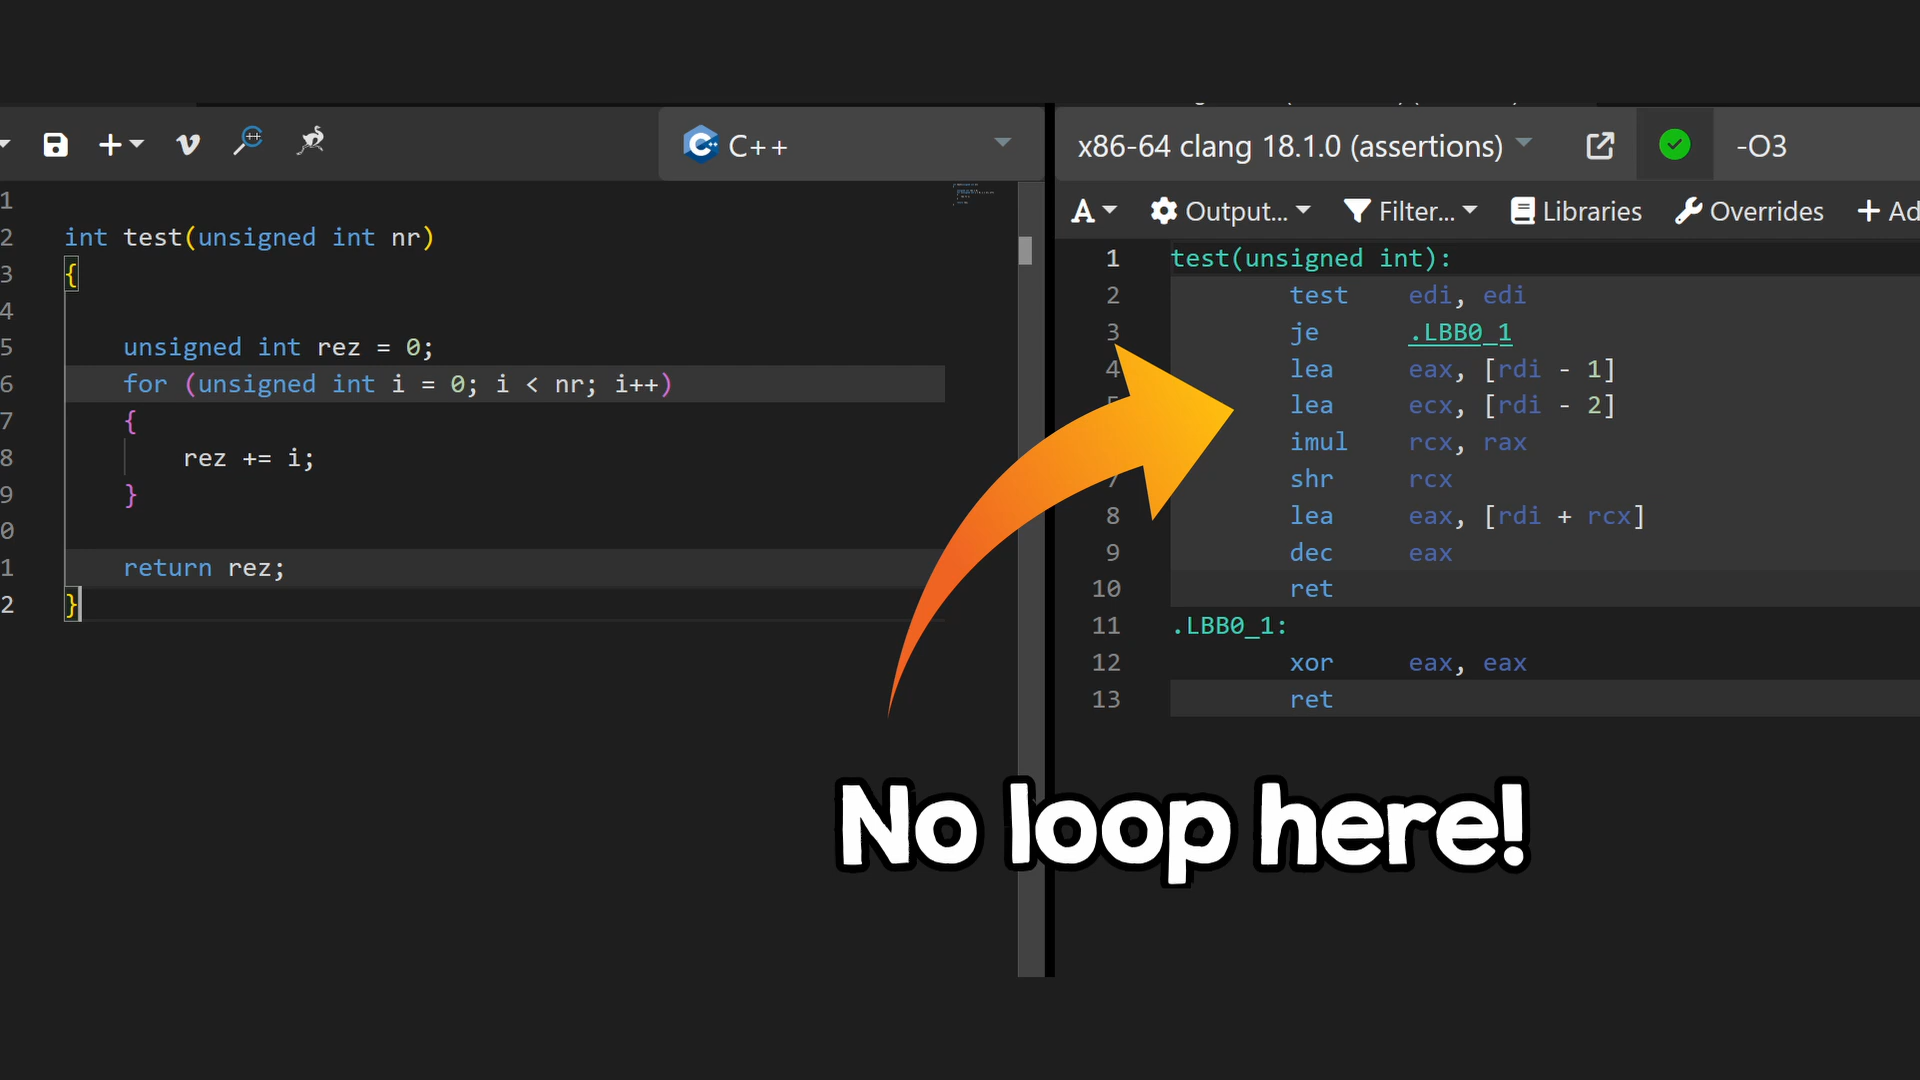 C++
x86-64 clang 18.1.0 (assertions)
-O3
A
Output...
Filter...
Libraries
Overrides
+ Ad
1
2 int test(unsigned int nr)
3 {
4
5 unsigned int rez = 0;
6 for (unsigned int i = 0; i < nr; i++)
7 {
8 rez += i;
9 }
0
1 return rez;
2 }
1 test(unsigned int):
2 test edi, edi
3 je .LBB0_1
4 lea eax, [rdi - 1]
5 lea ecx, [rdi - 2]
imul rcx, rax
7 shr rcx
8 lea eax, [rdi + rcx]
9 dec eax
10 ret
11 .LBB0_1:
12 xor eax, eax
13 ret
No loop here!